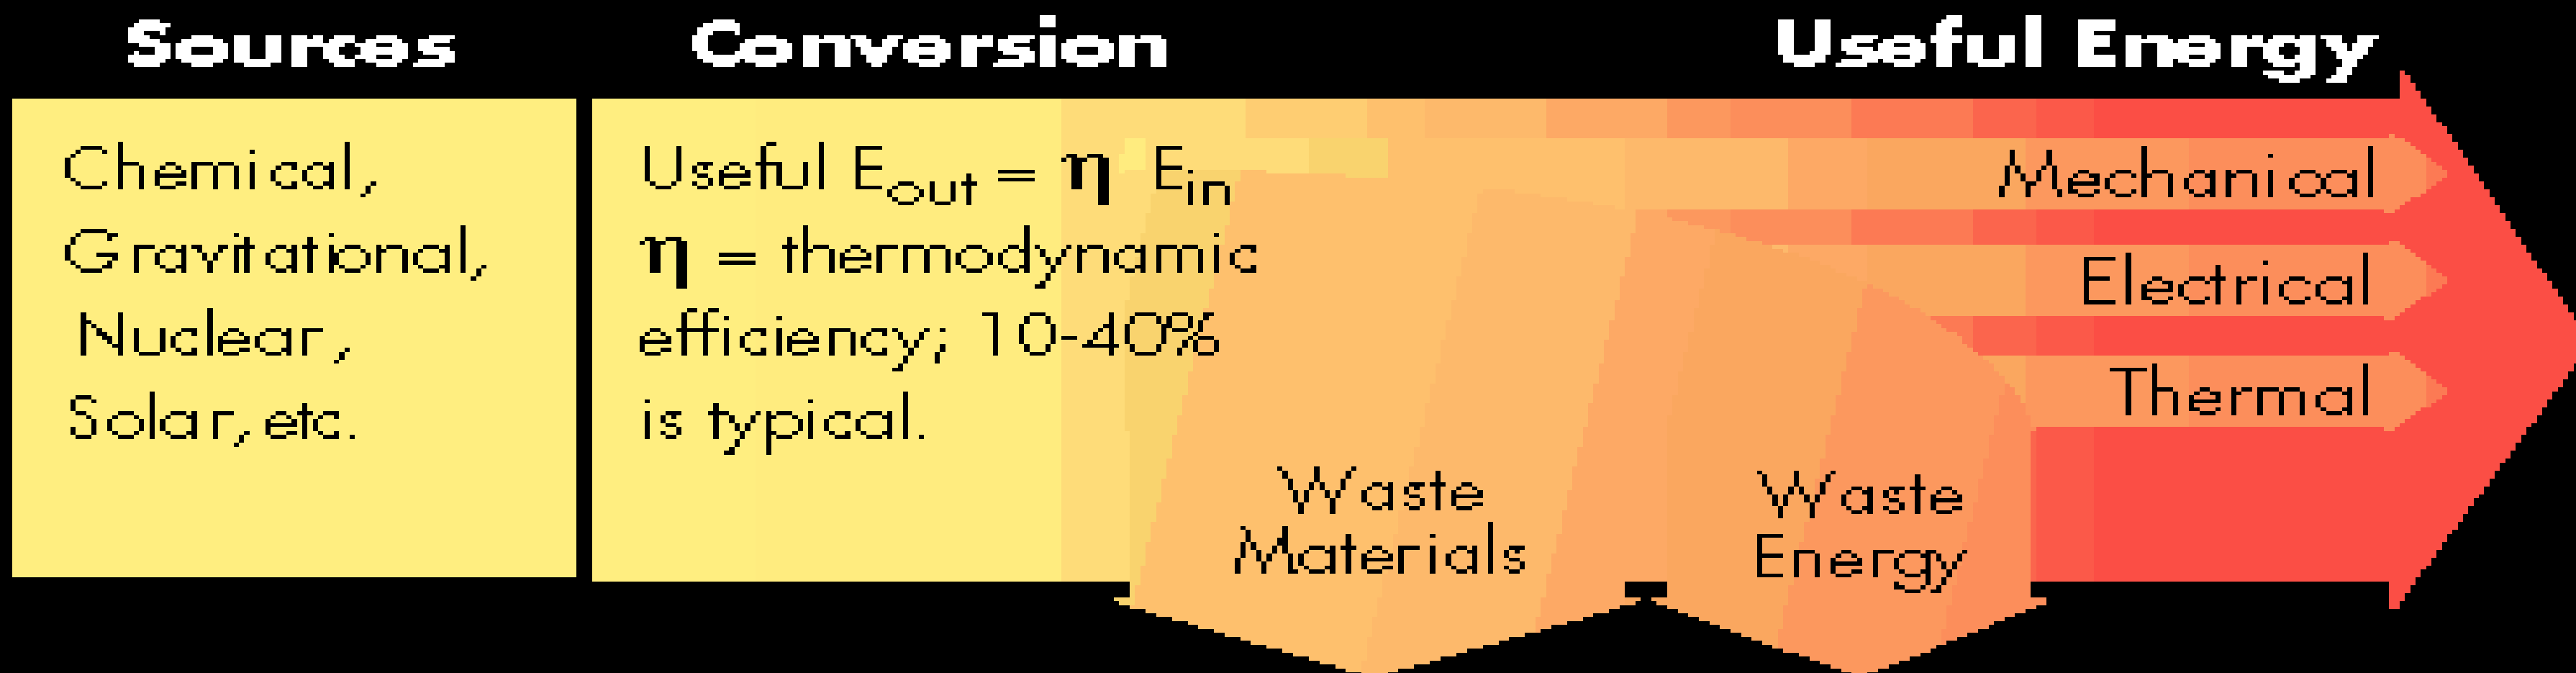 Sources
Chemical,
Gravitational,
Nuclear,
Solar, etc.
Conversion
Useful Eout = η Ein
η = thermodynamic
efficiency; 10-40%
is typical.
Waste
Materials
Waste
Energy
Useful Energy
Mechanical
Electrical
Thermal